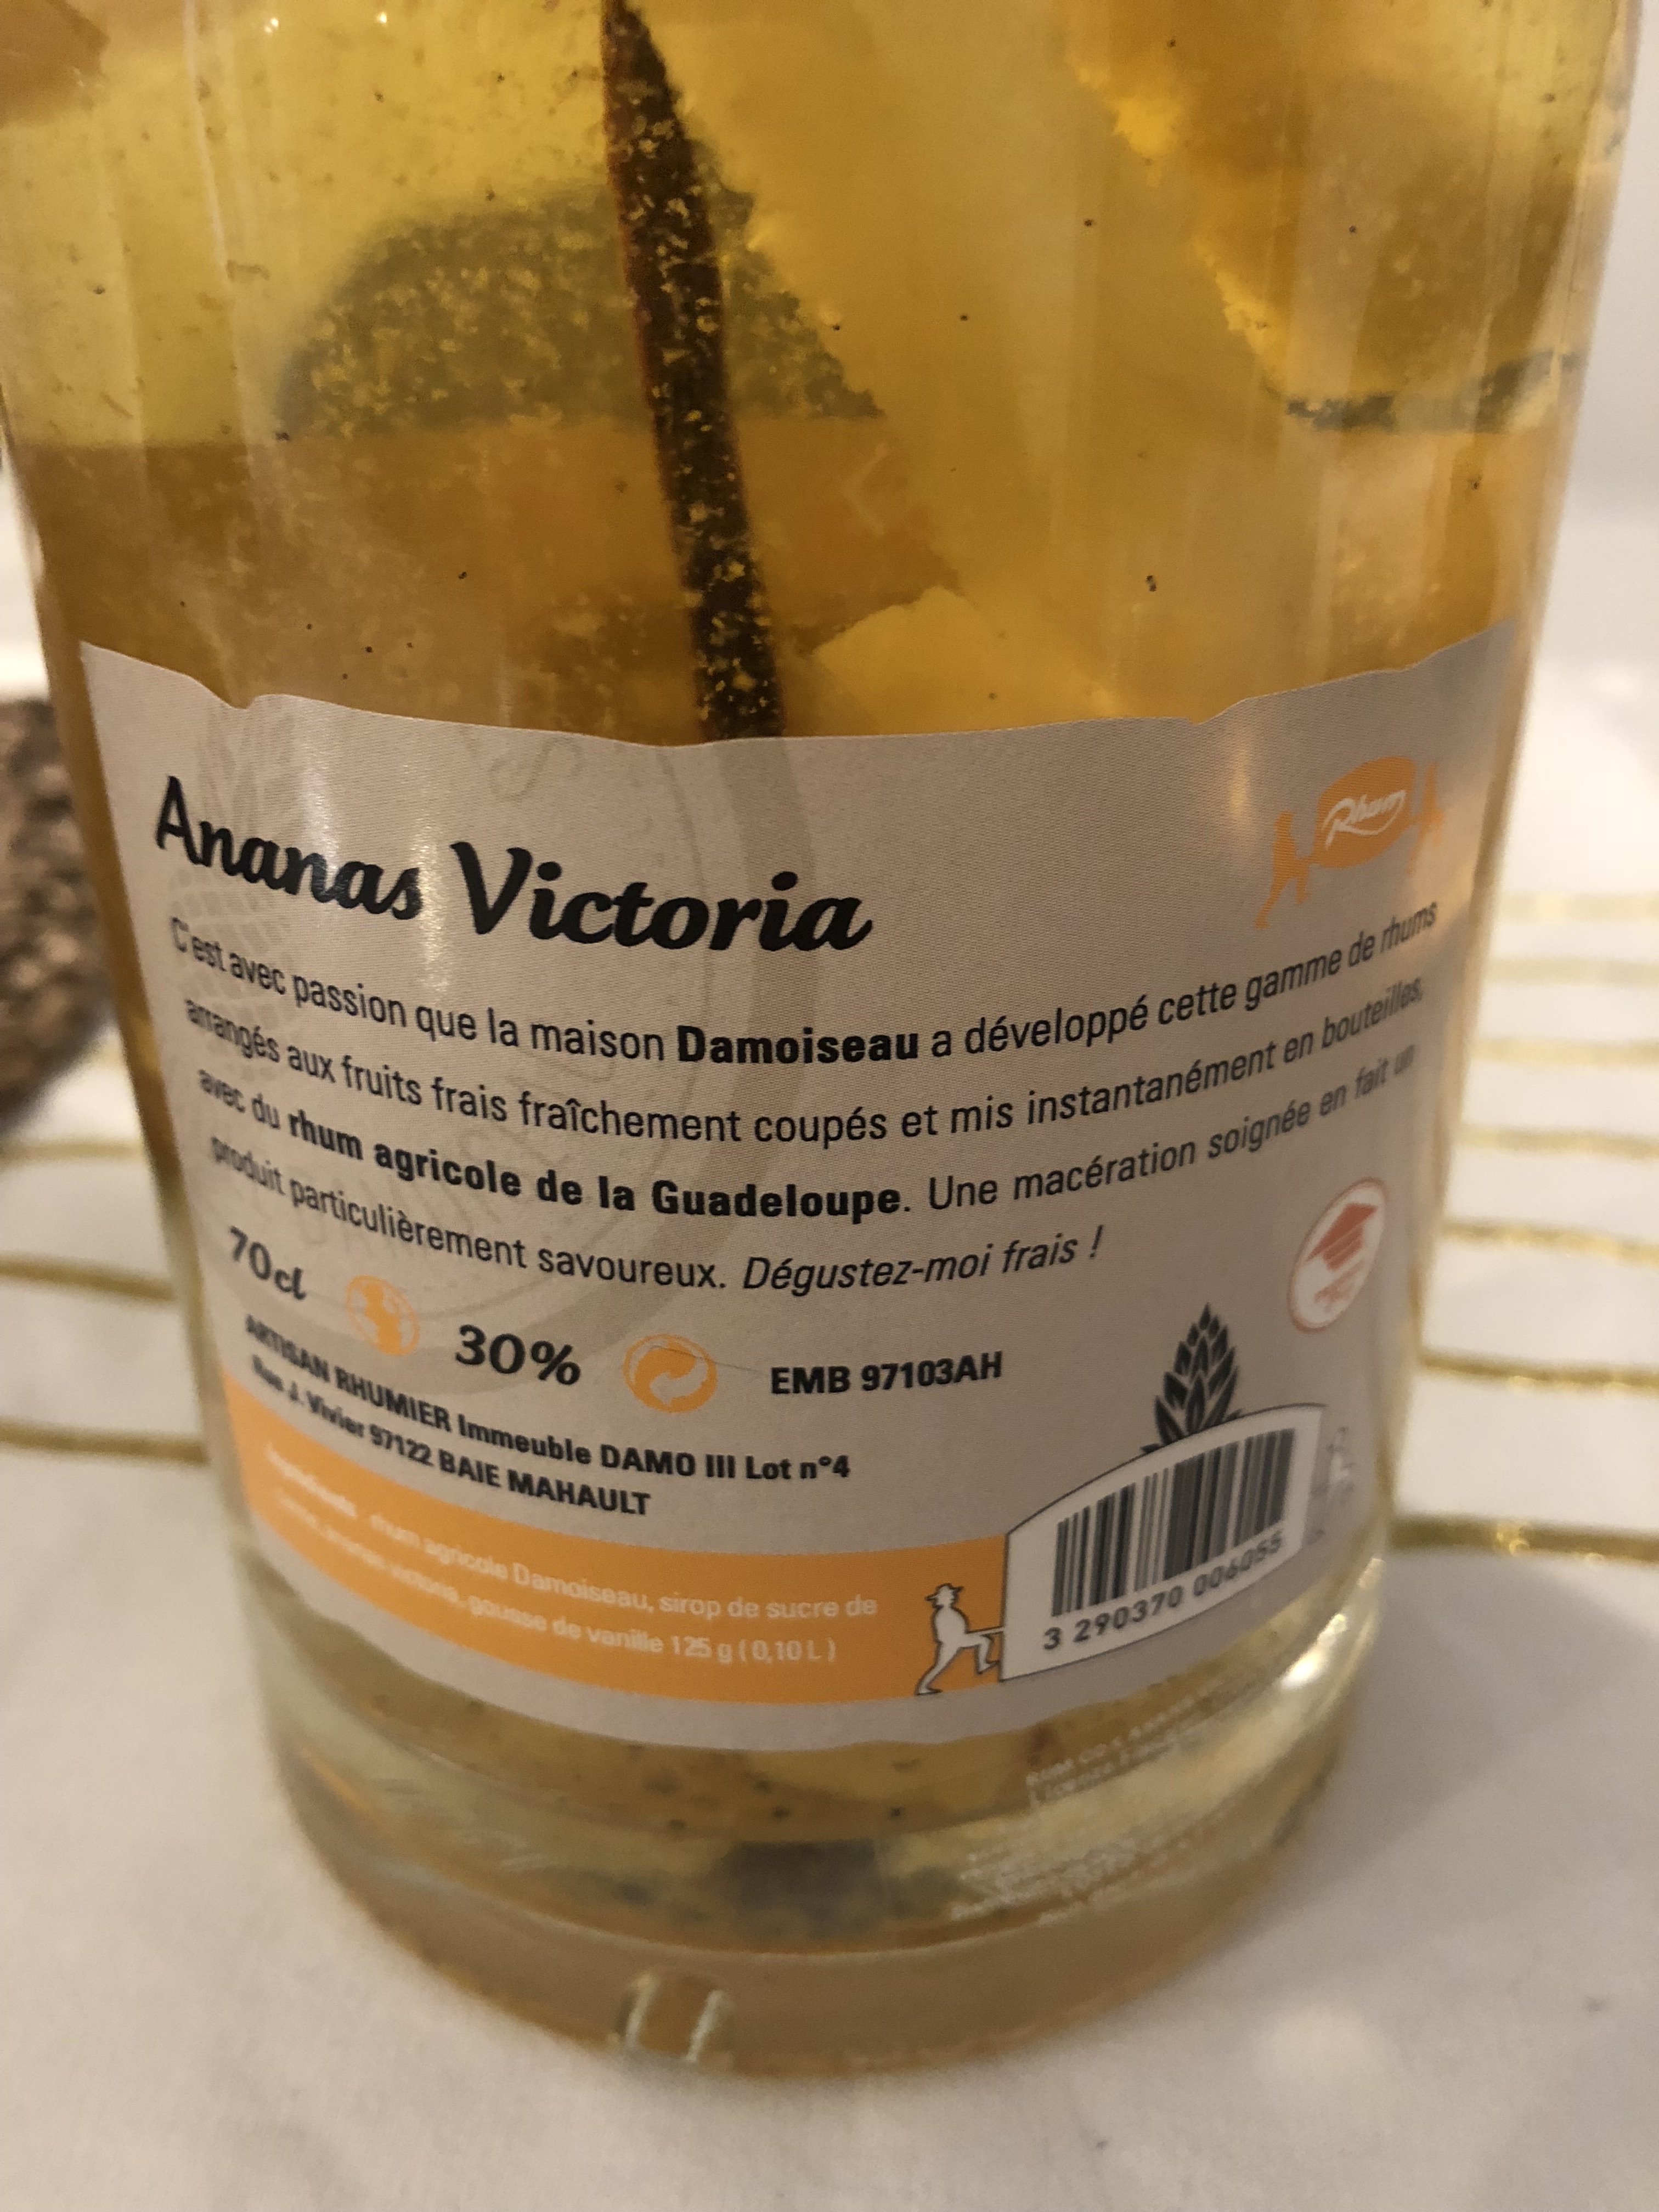 Ananas Victoria
Rhum
C'est avec passion que la maison Damoiseau a développé cette gamme de rhums
arrangés aux fruits frais fraîchement coupés et mis instantanément en bouteilles,
avec du rhum agricole de la Guadeloupe. Une macération soignée en fait un
produit particulièrement savoureux. Dégustez-moi frais !
70cl
30%
EMB 97103AH
ARTISAN RHUMIER Immeuble DAMO III Lot n°4
Rue J. Vivier 97122 BAIE MAHAULT
Ingrédients : rhum agricole Damoiseau, sirop de sucre de
canne, ananas victoria, gousse de vanille 125 g ( 0,10 L )
3 290370 006055